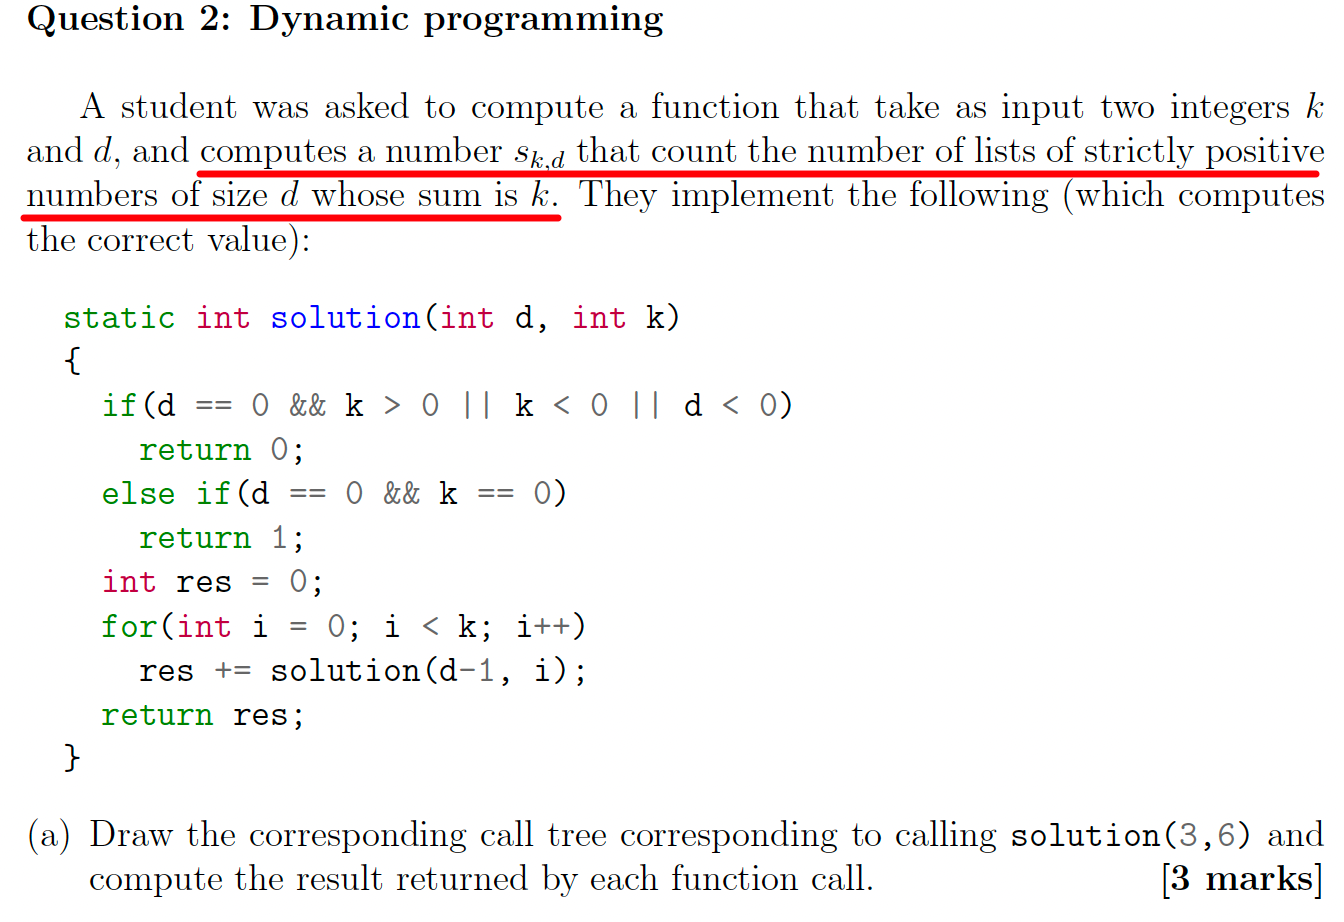 Question 2: Dynamic programming
A student was asked to compute a function that take as input two integers k
and d, and computes a number sk,d that count the number of lists of strictly positive
numbers of size d whose sum is k. They implement the following (which computes
the correct value):
static int solution(int d, int k)
{
if(d == 0 && k > 0 || k < 0 || d < 0)
return 0;
else if(d == 0 && k == 0)
return 1;
int res = 0;
for(int i = 0; i < k; i++)
res += solution(d-1, i);
return res;
}
(a) Draw the corresponding call tree corresponding to calling solution(3,6) and
compute the result returned by each function call. [3 marks]